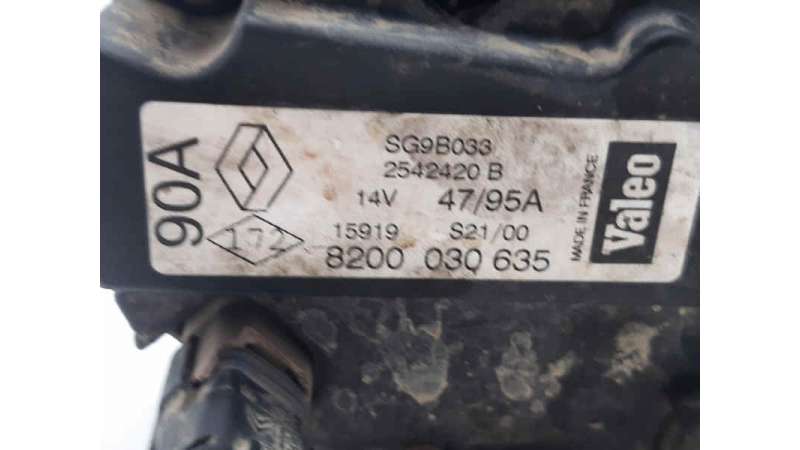 90A
SG9B033
2542420 B
14V 47/95A
172
15919 S21/00
8200 030 635
MADE IN FRANCE
Valeo